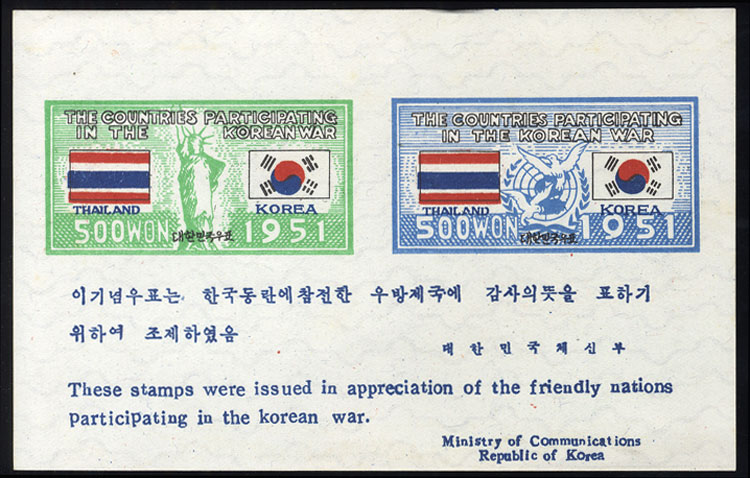 THE COUNTRIES PARTICIPATING
IN THE KOREAN WAR
THAILAND
KOREA
500WON
대한민국우표
1951
THE COUNTRIES PARTICIPATING
IN THE KOREAN WAR
THAILAND
KOREA
500WON
대한민국우표
1951
이기념우표는 한국동란에참전한 우방제국에 감사의뜻을 표하기
위하여 조제하였음
대한민국체신부
These stamps were issued in appreciation of the friendly nations
participating in the korean war.
Ministry of Communications
Republic of Korea